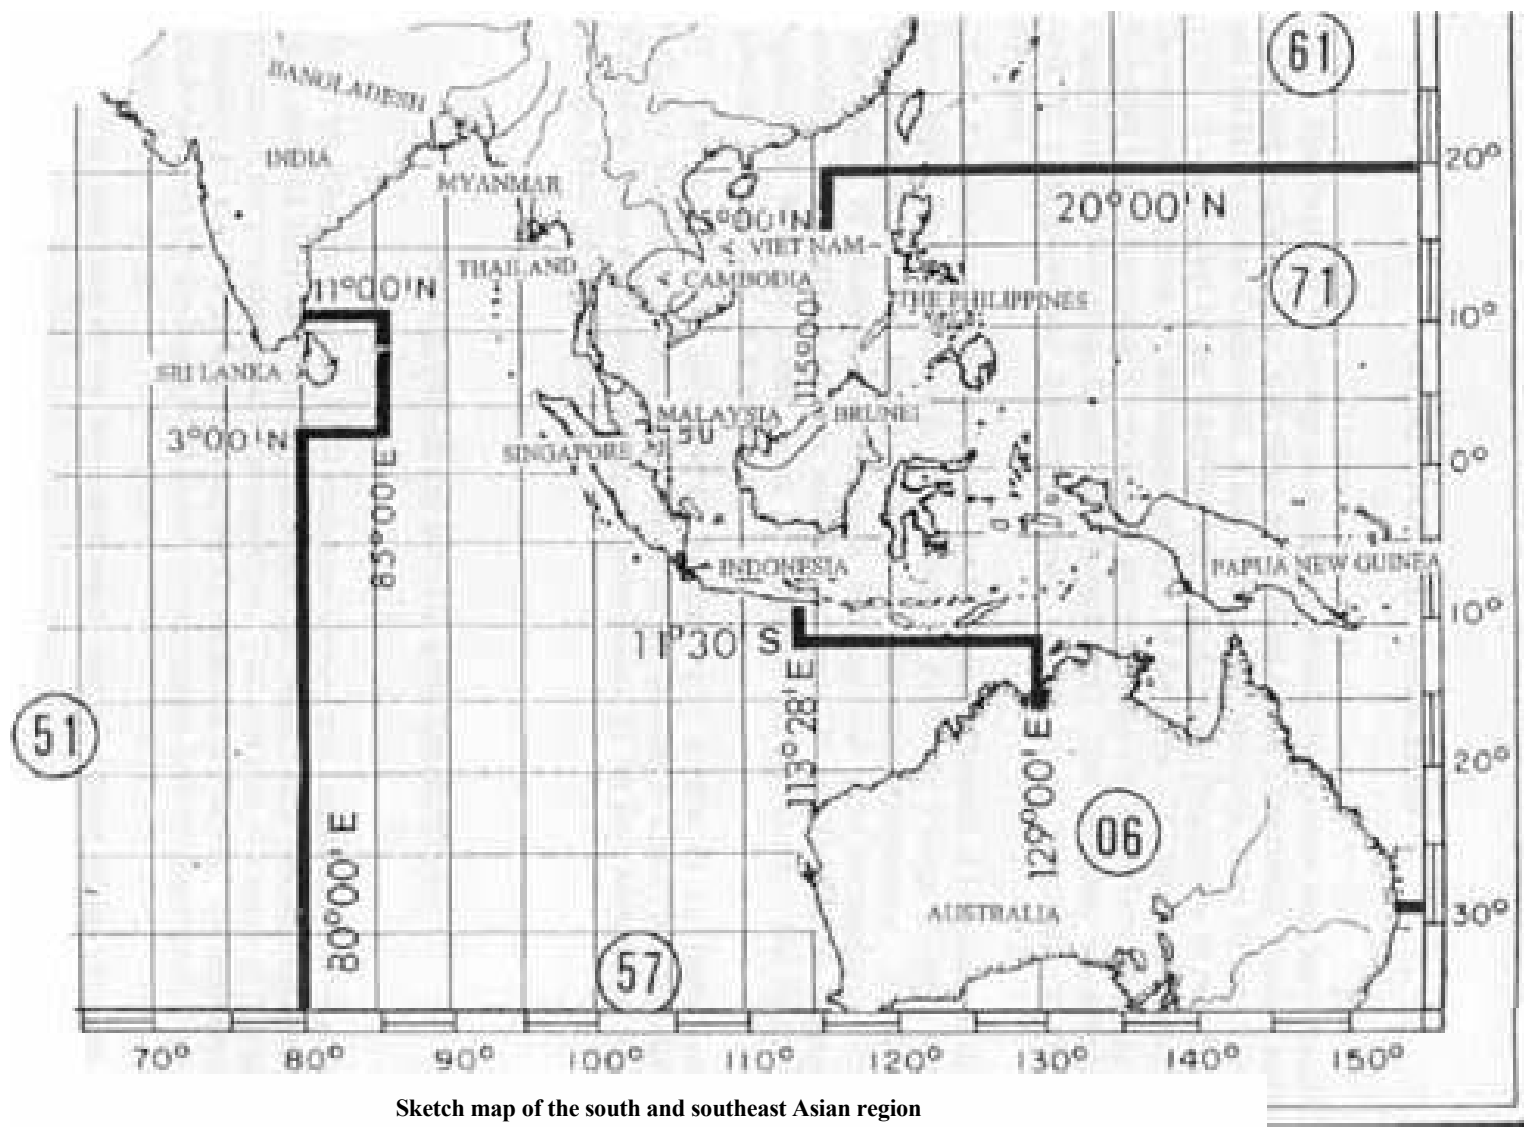 61
BANGLADESH
INDIA
20°
MYANMAR
20°00'N
5°00'N
VIET NAM
THAILAND
CAMBODIA
71
11°00'N
THE PHILIPPINES
10°
115°00'
SRI LANKA
MALAYSIA
BRUNEI
3°00'N
SINGAPORE
0°
85°00'E
INDONESIA
PAPUA NEW GUINEA
10°
11°30 S
51
113°28'E
129°00'E
20°
06
80°00'E
AUSTRALIA
30°
57
70° 80° 90° 100° 110° 120° 130° 140° 150°
Sketch map of the south and southeast Asian region